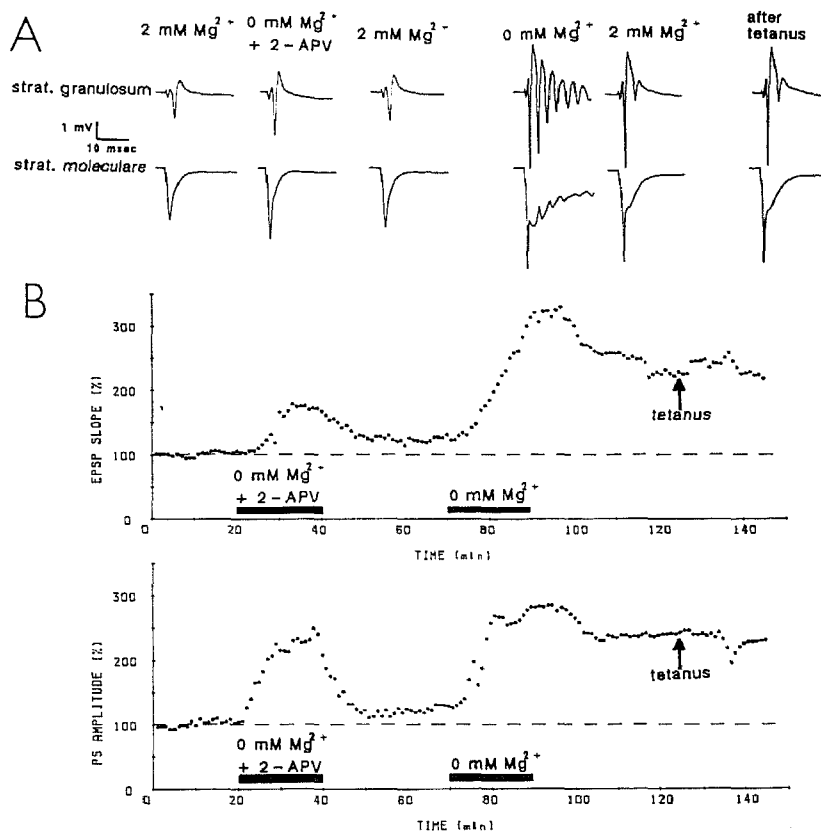 A
2 mM Mg2+
0 mM Mg2+
+ 2-APV
2 mM Mg2+
0 mM Mg2+
2 mM Mg2+
after
tetanus
strat. granulosum
1 mV
10 msec
strat. moleculare
B
EPSP SLOPE [%]
300
200
100
0
tetanus
0 mM Mg2+
+ 2-APV
0 mM Mg2+
0 20 40 60 80 100 120 140
TIME [min]
PS AMPLITUDE [%]
300
200
100
0
tetanus
0 mM Mg2+
+ 2-APV
0 mM Mg2+
0 20 40 60 80 100 120 140
TIME [min]